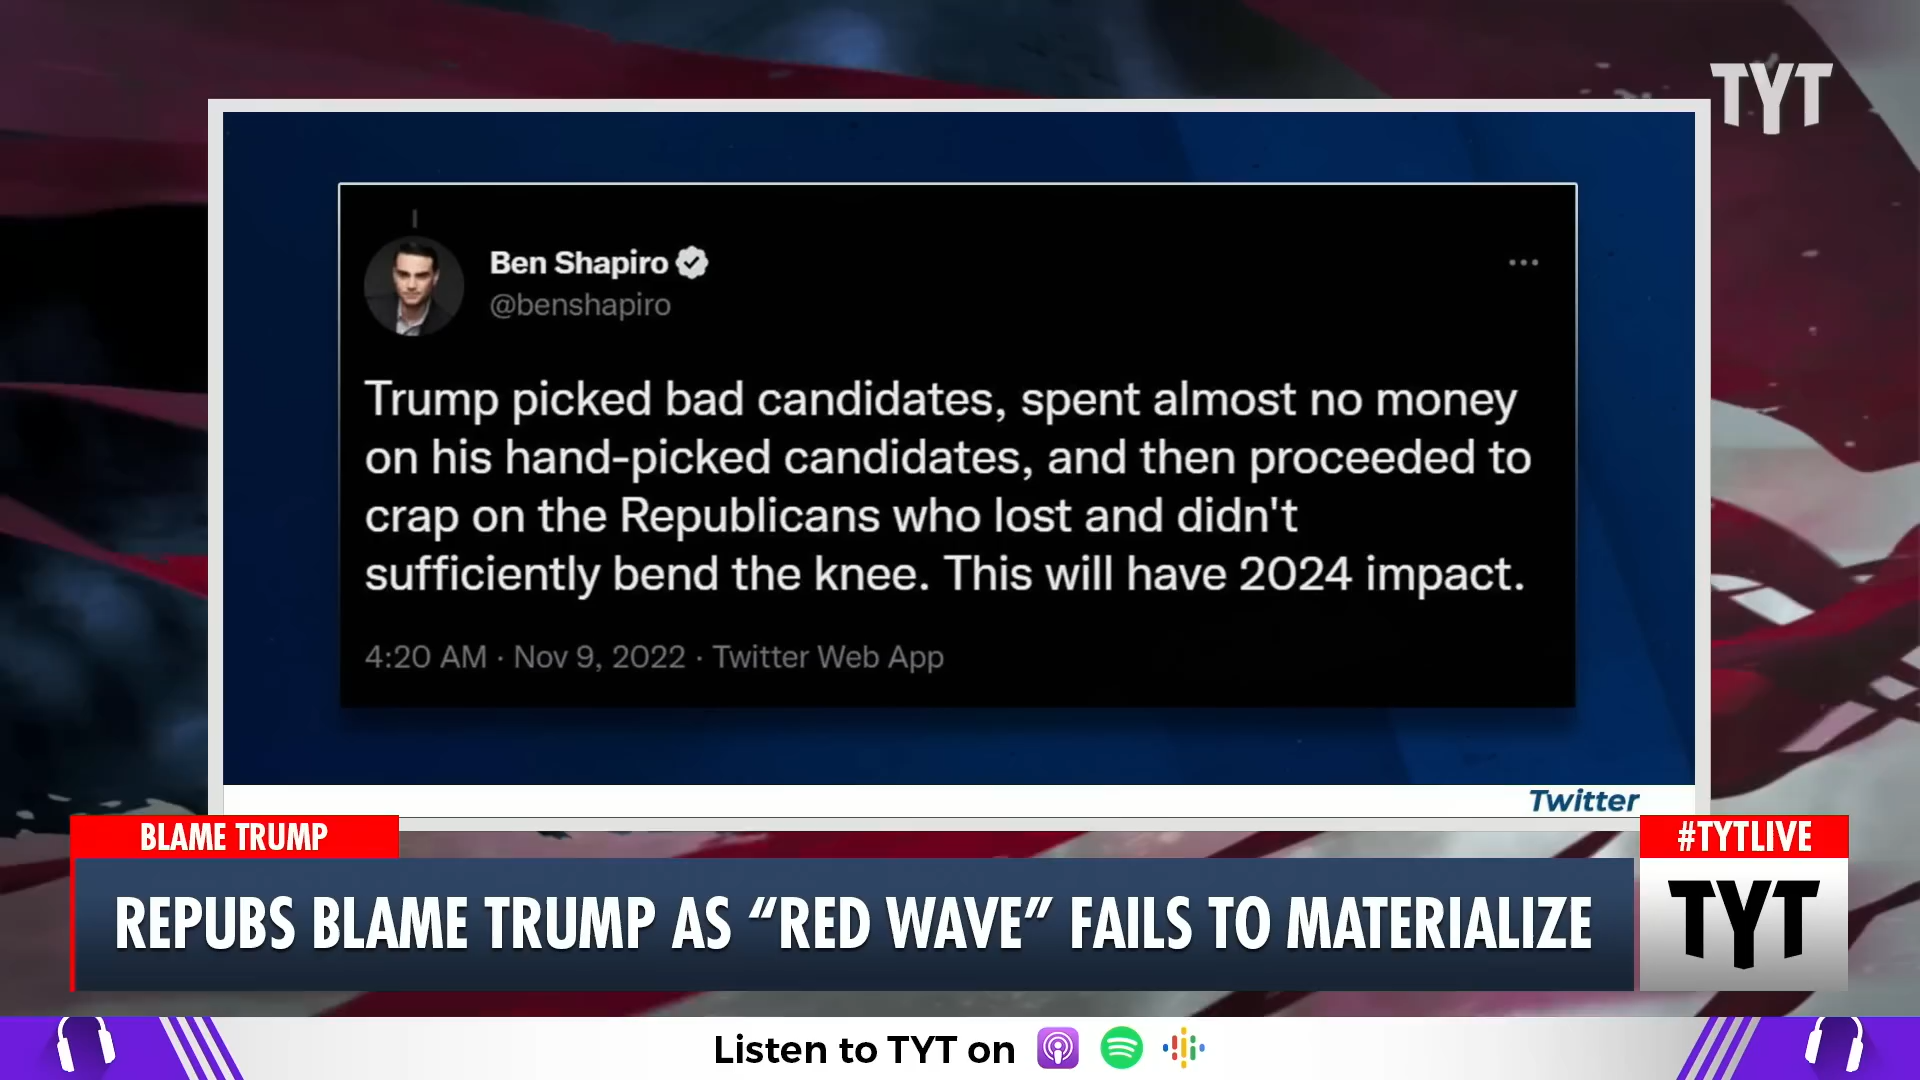 TYT
Ben Shapiro
@benshapiro
Trump picked bad candidates, spent almost no money
on his hand-picked candidates, and then proceeded to
crap on the Republicans who lost and didn't
sufficiently bend the knee. This will have 2024 impact.
4:20 AM · Nov 9, 2022 · Twitter Web App
Twitter
BLAME TRUMP
#TYTLIVE
REPUBS BLAME TRUMP AS “RED WAVE” FAILS TO MATERIALIZE
TYT
Listen to TYT on